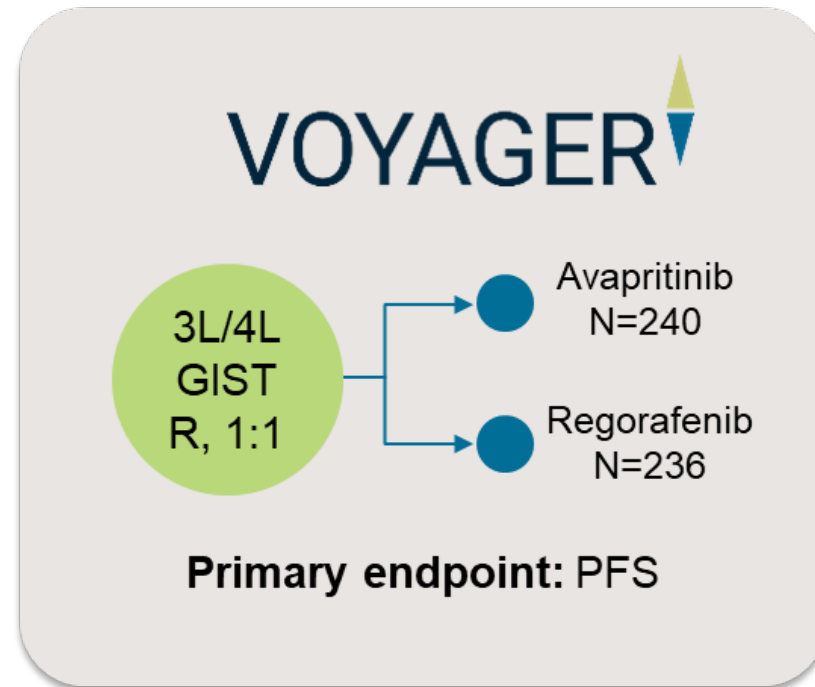 VOYAGER
3L/4L
GIST
R, 1:1
Avapritinib
N=240
Regorafenib
N=236
Primary endpoint: PFS